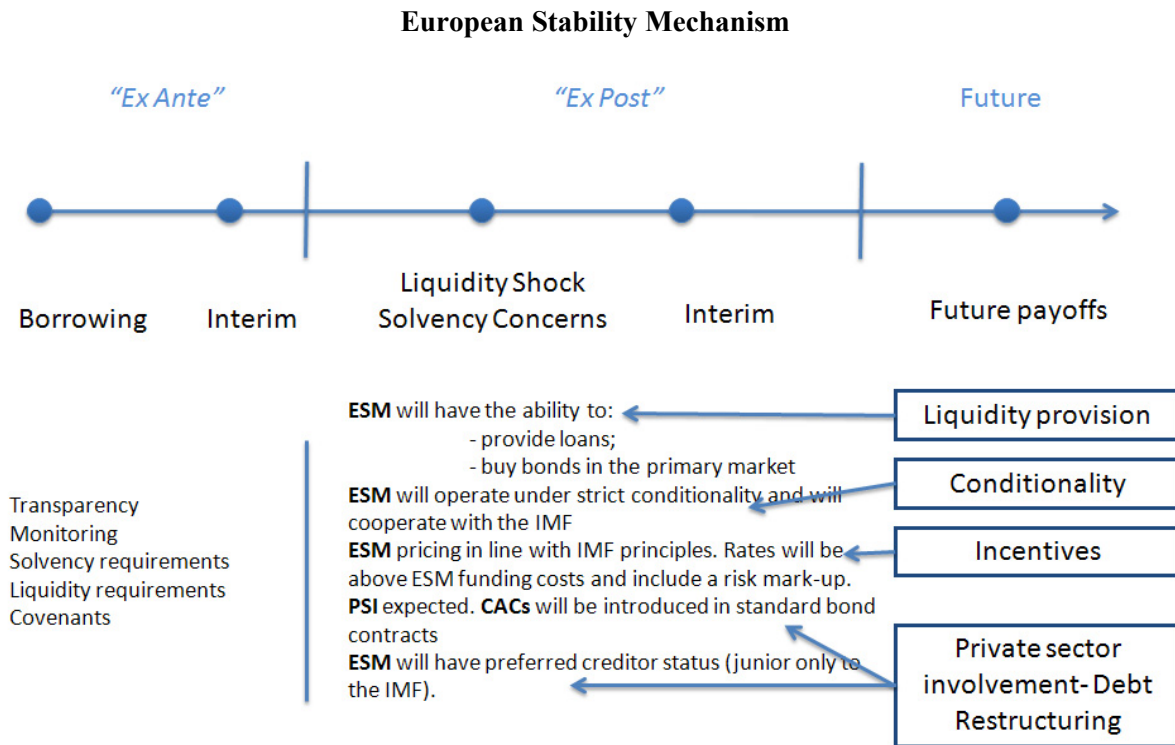 European Stability Mechanism
“Ex Ante”
“Ex Post”
Future
Borrowing
Interim
Liquidity Shock
Solvency Concerns
Interim
Future payoffs
Transparency
Monitoring
Solvency requirements
Liquidity requirements
Covenants
ESM will have the ability to:
- provide loans;
- buy bonds in the primary market
ESM will operate under strict conditionality and will
cooperate with the IMF
ESM pricing in line with IMF principles. Rates will be
above ESM funding costs and include a risk mark-up.
PSI expected. CACs will be introduced in standard bond
contracts
ESM will have preferred creditor status (junior only to
the IMF).
Liquidity provision
Conditionality
Incentives
Private sector
involvement- Debt
Restructuring